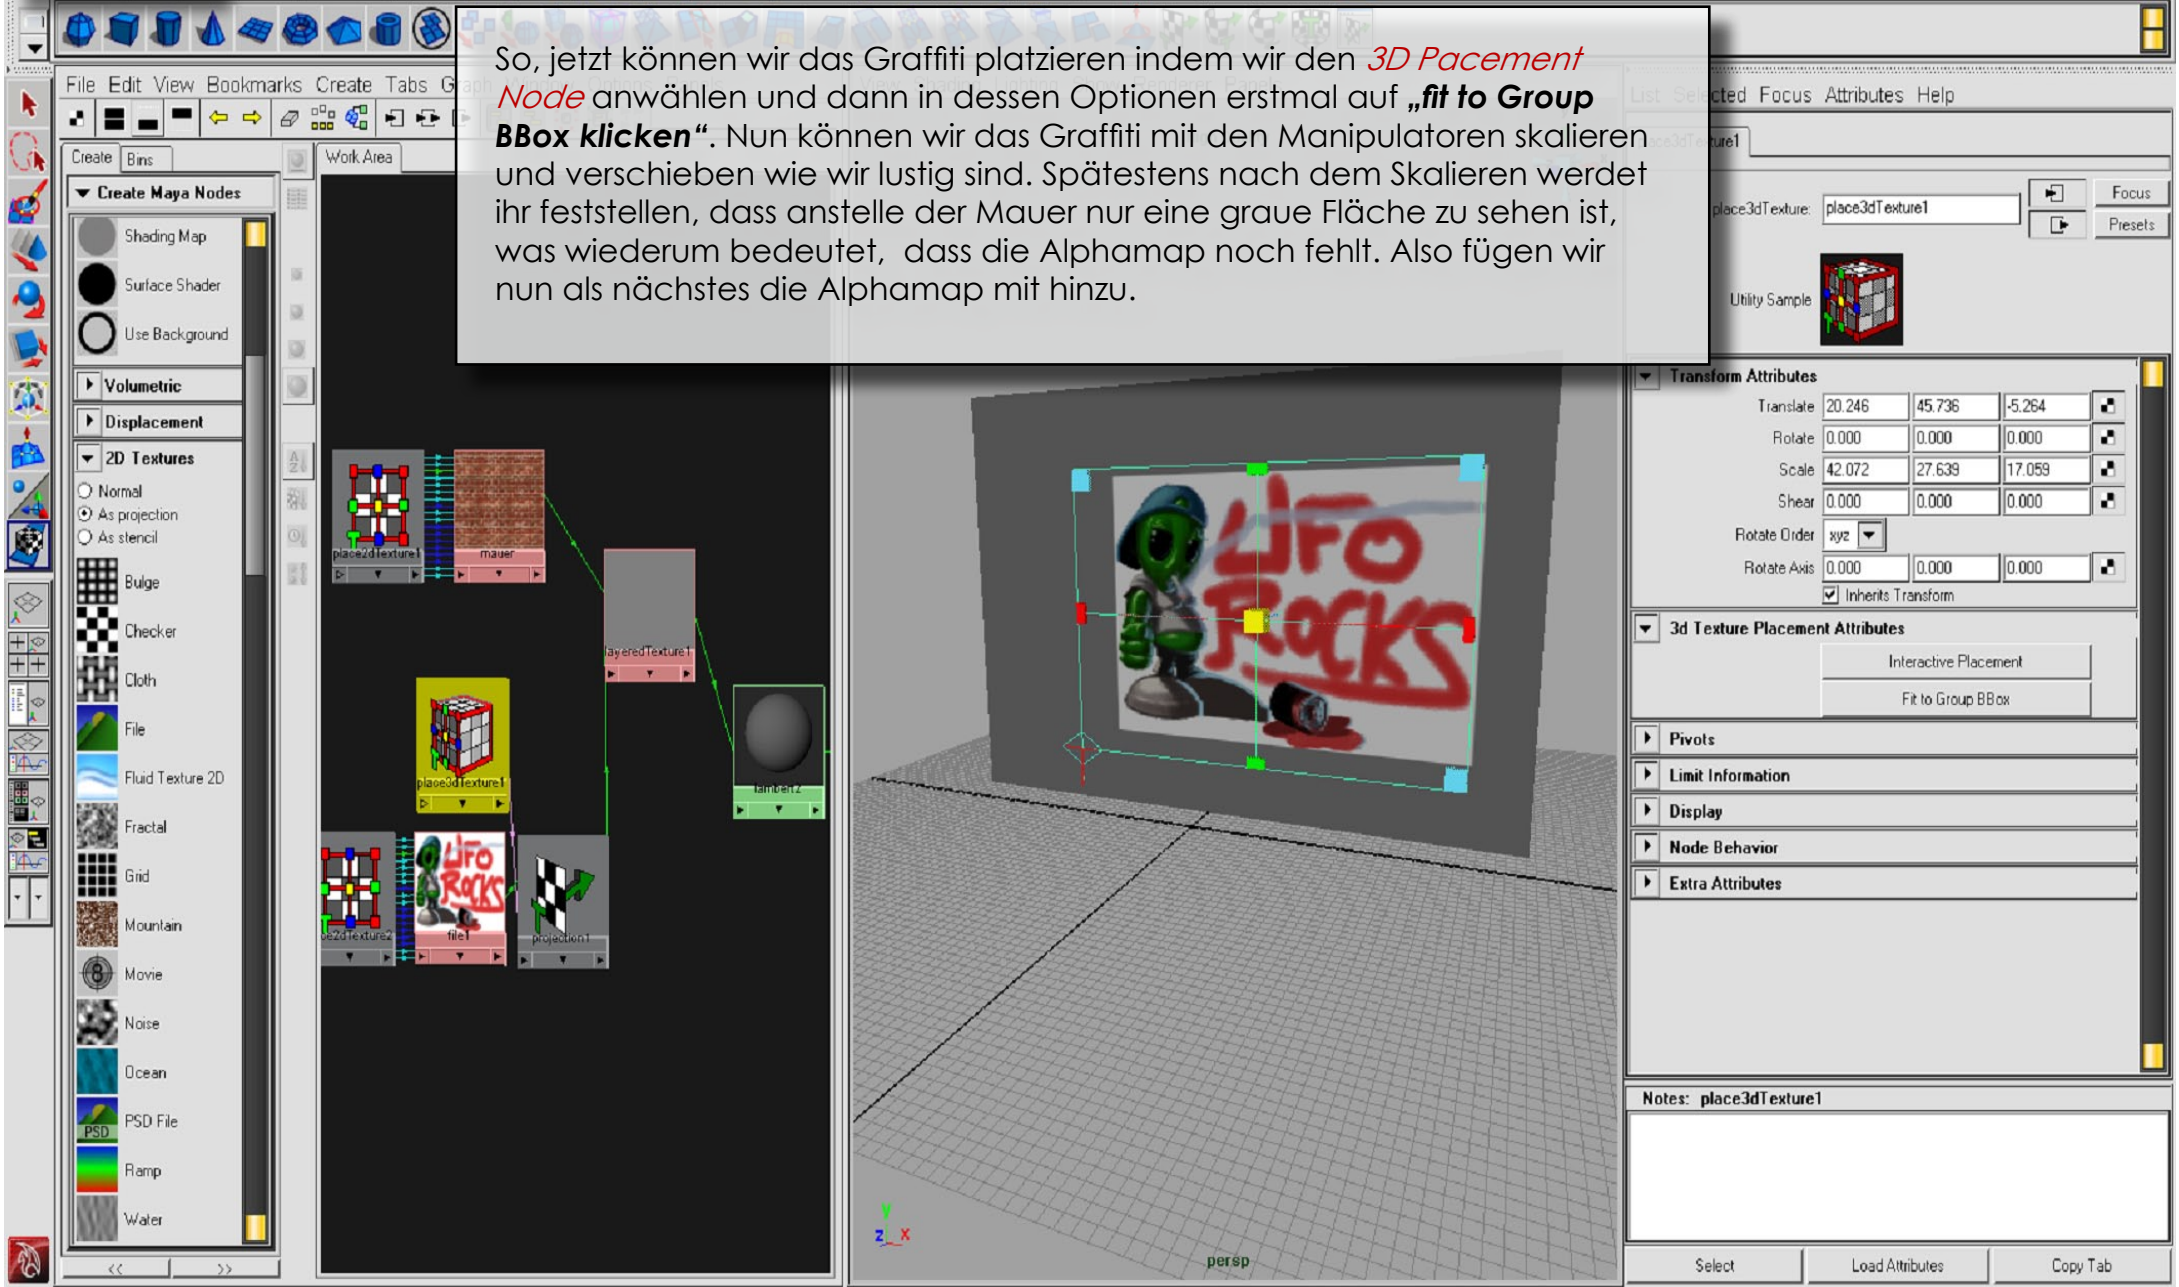 So, jetzt können wir das Graffiti platzieren indem wir den 3D Pacement
Node anwählen und dann in dessen Optionen erstmal auf „fit to Group
BBox klicken“. Nun können wir das Graffiti mit den Manipulatoren skalieren
und verschieben wie wir lustig sind. Spätestens nach dem Skalieren werdet
ihr feststellen, dass anstelle der Mauer nur eine graue Fläche zu sehen ist,
was wiederum bedeutet, dass die Alphamap noch fehlt. Also fügen wir
nun als nächstes die Alphamap mit hinzu.
File Edit View Bookmarks Create Tabs
Create Bins
Create Maya Nodes
Shading Map
Surface Shader
Use Background
Volumetric
Displacement
2D Textures
Normal
As projection
As stencil
Bulge
Checker
Cloth
File
Fluid Texture 2D
Fractal
Grid
Mountain
Movie
Noise
Ocean
PSD
PSD File
Ramp
Water
<< >>
Work Area
place2dTexture1
mauer
layeredTexture1
place3dTexture1
lambert2
UFO
ROCKS
file1
projection1
UFO
ROCKS
y
z x
persp
List Selected Focus Attributes Help
place3dTexture: place3dTexture1
Focus
Presets
Utility Sample
Transform Attributes
Translate 20.246 45.736 -5.264
Rotate 0.000 0.000 0.000
Scale 42.072 27.639 17.059
Shear 0.000 0.000 0.000
Rotate Order xyz
Rotate Axis 0.000 0.000 0.000
Inherits Transform
3d Texture Placement Attributes
Interactive Placement
Fit to Group BBox
Pivots
Limit Information
Display
Node Behavior
Extra Attributes
Notes: place3dTexture1
Select Load Attributes Copy Tab